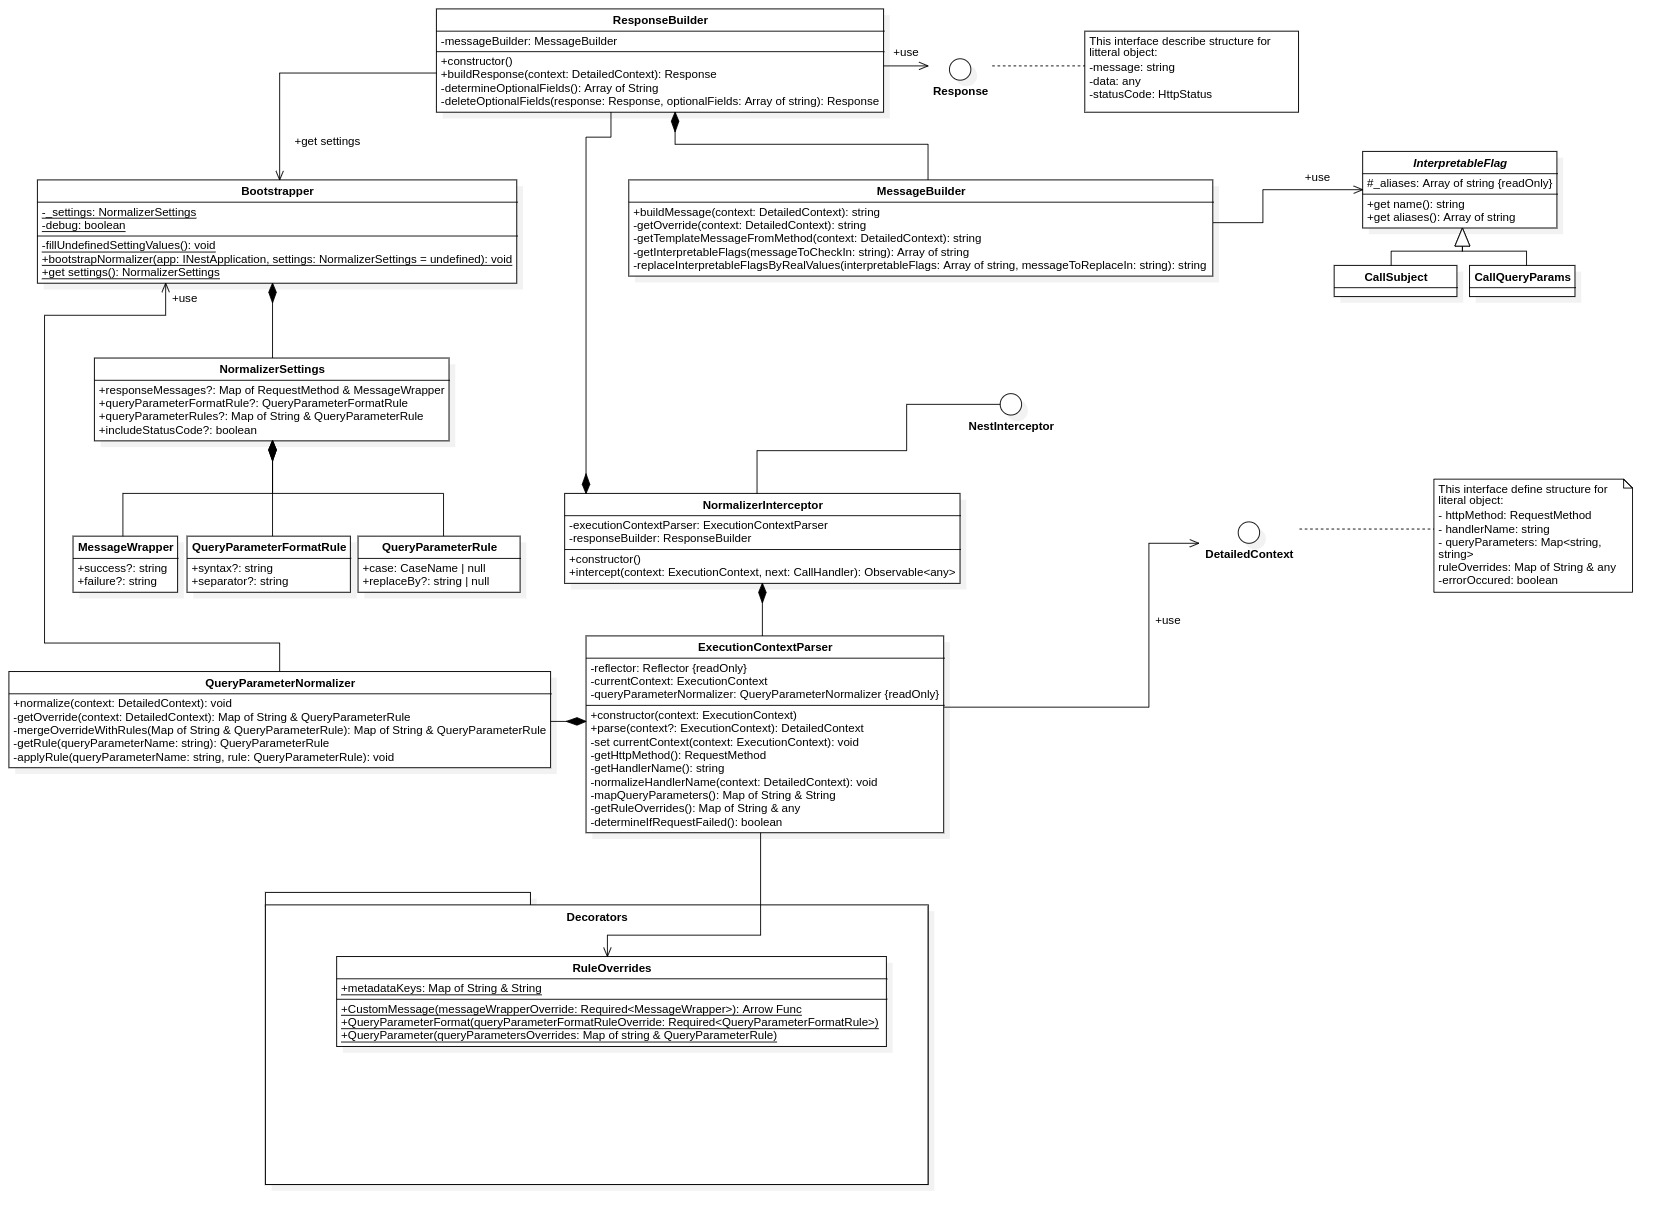 ResponseBuilder
-messageBuilder: MessageBuilder
+constructor()
+buildResponse(context: DetailedContext): Response
-determineOptionalFields(): Array of String
-deleteOptionalFields(response: Response, optionalFields: Array of string): Response
+use
Response
This interface describe structure for
litteral object:
-message: string
-data: any
-statusCode: HttpStatus
+get settings
Bootstrapper
-_settings: NormalizerSettings
-debug: boolean
-fillUndefinedSettingValues(): void
+bootstrapNormalizer(app: INestApplication, settings: NormalizerSettings = undefined): void
+get settings(): NormalizerSettings
MessageBuilder
+buildMessage(context: DetailedContext): string
-getOverride(context: DetailedContext): string
-getTemplateMessageFromMethod(context: DetailedContext): string
-getInterpretableFlags(messageToCheckIn: string): Array of string
-replaceInterpretableFlagsByRealValues(interpretableFlags: Array of string, messageToReplaceIn: string): string
+use
InterpretableFlag
#_aliases: Array of string {readOnly}
+get name(): string
+get aliases(): Array of string
CallSubject
CallQueryParams
+use
NormalizerSettings
+responseMessages?: Map of RequestMethod & MessageWrapper
+queryParameterFormatRule?: QueryParameterFormatRule
+queryParameterRules?: Map of String & QueryParameterRule
+includeStatusCode?: boolean
NestInterceptor
MessageWrapper
+success?: string
+failure?: string
QueryParameterFormatRule
+syntax?: string
+separator?: string
QueryParameterRule
+case: CaseName | null
+replaceBy?: string | null
NormalizerInterceptor
-executionContextParser: ExecutionContextParser
-responseBuilder: ResponseBuilder
+constructor()
+intercept(context: ExecutionContext, next: CallHandler): Observable<any>
DetailedContext
This interface define structure for
literal object:
- httpMethod: RequestMethod
- handlerName: string
- queryParameters: Map<string,
string>
ruleOverrides: Map of String & any
-errorOccured: boolean
+use
QueryParameterNormalizer
+normalize(context: DetailedContext): void
-getOverride(context: DetailedContext): Map of String & QueryParameterRule
-mergeOverrideWithRules(Map of String & QueryParameterRule): Map of String & QueryParameterRule
-getRule(queryParameterName: string): QueryParameterRule
-applyRule(queryParameterName: string, rule: QueryParameterRule): void
ExecutionContextParser
-reflector: Reflector {readOnly}
-currentContext: ExecutionContext
-queryParameterNormalizer: QueryParameterNormalizer {readOnly}
+constructor(context: ExecutionContext)
+parse(context?: ExecutionContext): DetailedContext
-set currentContext(context: ExecutionContext): void
-getHttpMethod(): RequestMethod
-getHandlerName(): string
-normalizeHandlerName(context: DetailedContext): void
-mapQueryParameters(): Map of String & String
-getRuleOverrides(): Map of String & any
-determineIfRequestFailed(): boolean
Decorators
RuleOverrides
+metadataKeys: Map of String & String
+CustomMessage(messageWrapperOverride: Required<MessageWrapper>): Arrow Func
+QueryParameterFormat(queryParameterFormatRuleOverride: Required<QueryParameterFormatRule>)
+QueryParameter(queryParametersOverrides: Map of string & QueryParameterRule)